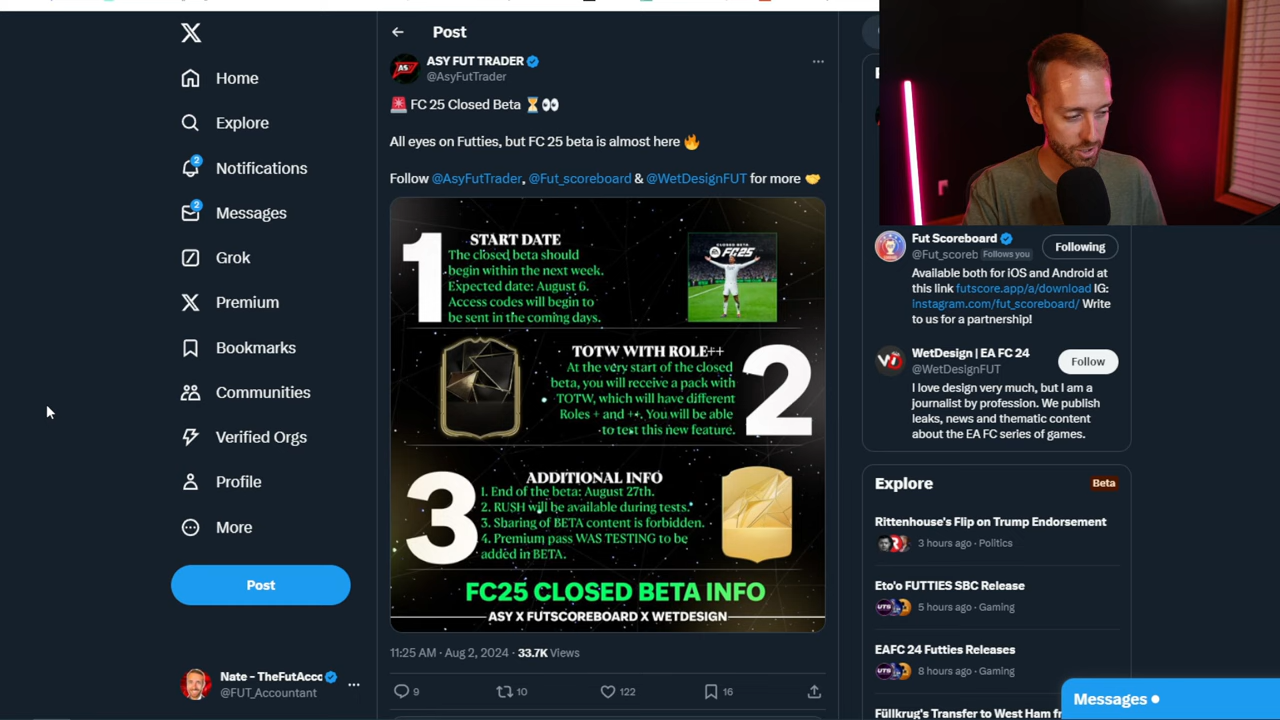 Post
ASY FUT TRADER
@AsyFutTrader
🚨 FC 25 Closed Beta ⏳👀
All eyes on Futties, but FC 25 beta is almost here 🔥
Follow @AsyFutTrader, @Fut_scoreboard & @WetDesignFUT for more 🤝
1
START DATE
The closed beta should
begin within the next week.
Expected date: August 6.
Access codes will begin to
be sent in the coming days.
CLOSED BETA
FC25
TOTW WITH ROLE++
At the very start of the closed
beta, you will receive a pack with
TOTW, which will have different
Roles + and ++. You will be able
to test this new feature.
2
3
ADDITIONAL INFO
1. End of the beta: August 27th.
2. RUSH will be available during tests.
3. Sharing of BETA content is forbidden.
4. Premium pass WAS TESTING to be
added in BETA.
FC25 CLOSED BETA INFO
ASY X FUTSCOREBOARD X WETDESIGN
11:25 AM · Aug 2, 2024 · 33.7K Views
9
10
122
16
Home
Explore
2
Notifications
2
Messages
Grok
Premium
Bookmarks
Communities
Verified Orgs
Profile
More
Post
Nate - TheFutAcc
@FUT_Accountant
Fut Scoreboard
@Fut_scoreb Follows you
Following
Available both for iOS and Android at
this link futscore.app/a/download IG:
instagram.com/fut_scoreboard/ Write
to us for a partnership!
WetDesign | EA FC 24
@WetDesignFUT
Follow
I love design very much, but I am a
journalist by profession. We publish
leaks, news and thematic content
about the EA FC series of games.
Explore
Beta
Rittenhouse's Flip on Trump Endorsement
3 hours ago · Politics
Eto'o FUTTIES SBC Release
5 hours ago · Gaming
EAFC 24 Futties Releases
8 hours ago · Gaming
Füllkrug's Transfer to West Ham
Messages